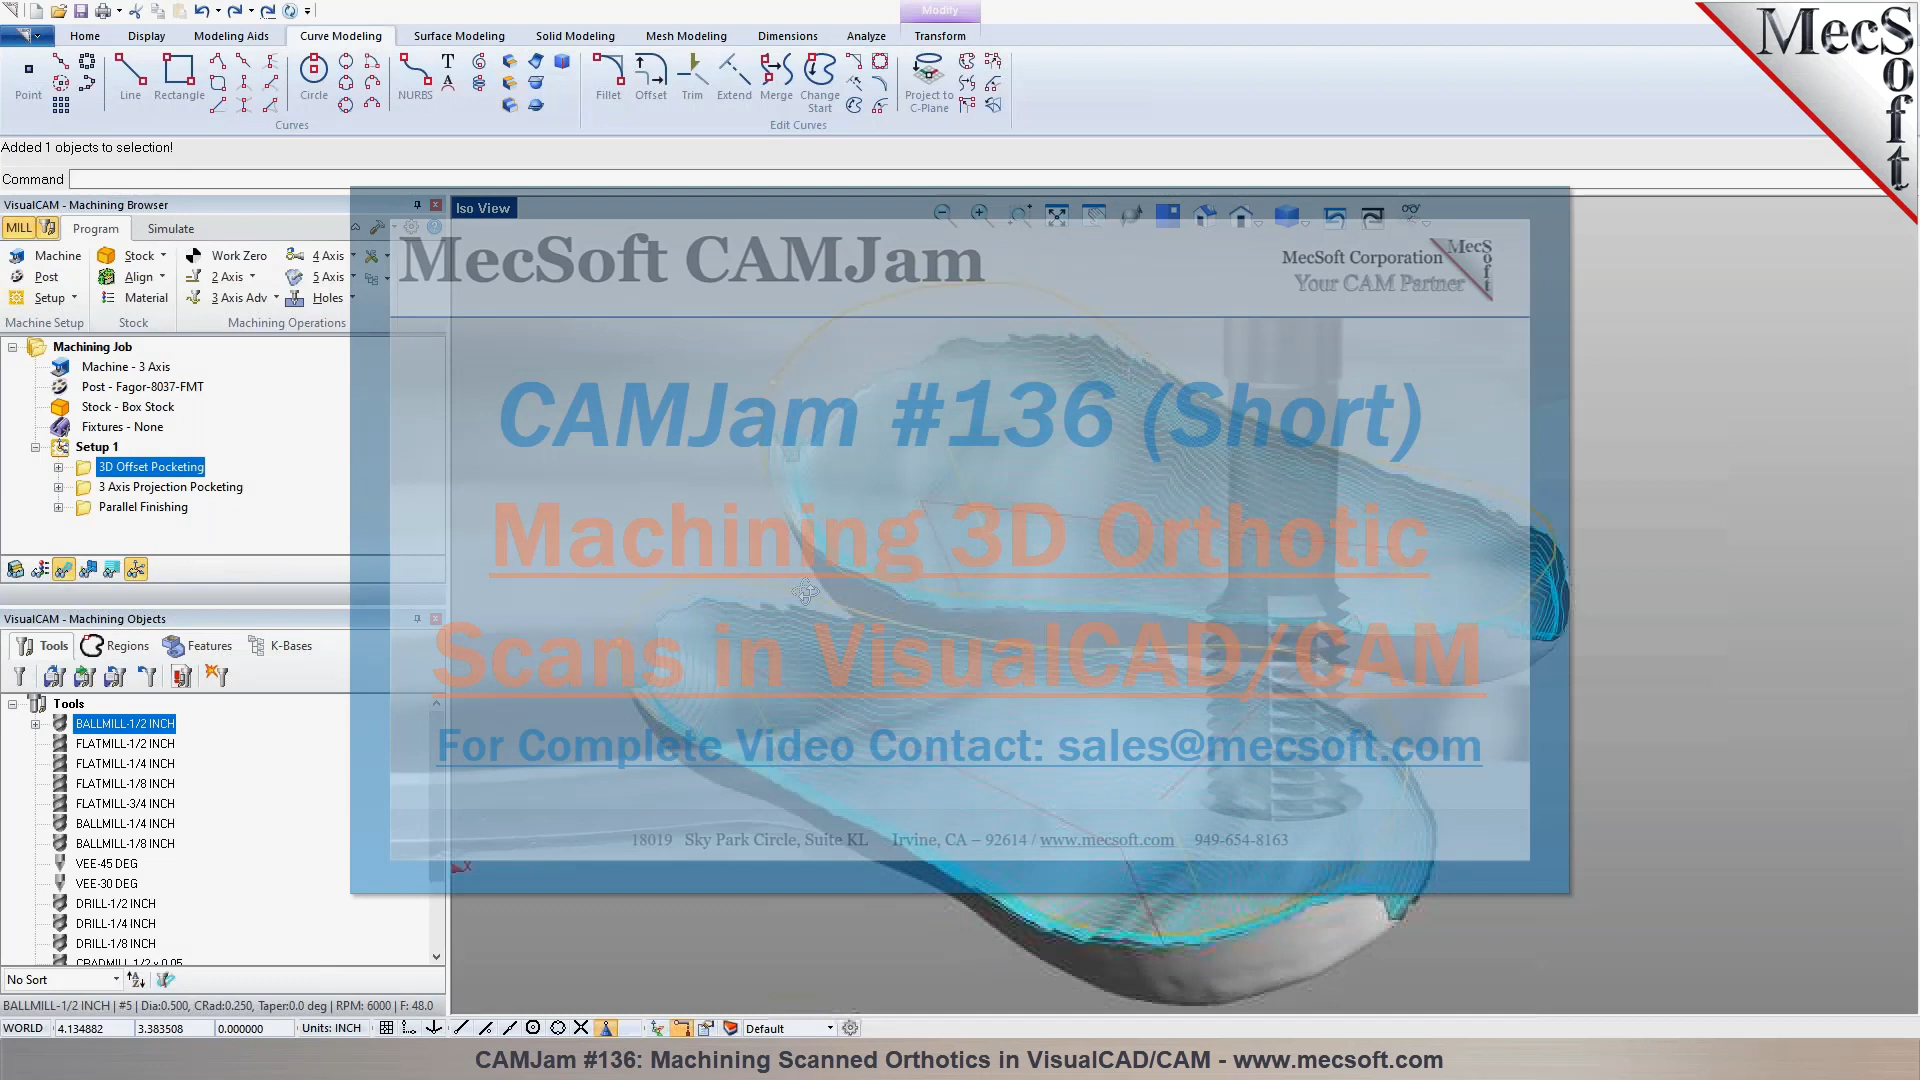 Modify
Home Display Modeling Aids Curve Modeling Surface Modeling Solid Modeling Mesh Modeling Dimensions Analyze Transform
Point Line Rectangle Circle NURBS Fillet Offset Trim Extend Merge Change Start Project to C-Plane
Curves Edit Curves
MecSoft
Added 1 objects to selection!
Command
VisualCAM - Machining Browser
MILL Program Simulate
Machine Stock Work Zero 4 Axis
Post Align 2 Axis 5 Axis
Setup Material 3 Axis Adv Holes
Machine Setup Stock Machining Operations
Machining Job
Machine - 3 Axis
Post - Fagor-8037-FMT
Stock - Box Stock
Fixtures - None
Setup 1
3D Offset Pocketing
3 Axis Projection Pocketing
Parallel Finishing
VisualCAM - Machining Objects
Tools Regions Features K-Bases
Tools
BALLMILL-1/2 INCH
FLATMILL-1/2 INCH
FLATMILL-1/4 INCH
FLATMILL-1/8 INCH
FLATMILL-3/4 INCH
BALLMILL-1/4 INCH
BALLMILL-1/8 INCH
VEE-45 DEG
VEE-30 DEG
DRILL-1/2 INCH
DRILL-1/4 INCH
DRILL-1/8 INCH
CRADMILL-1/2 x 0.05
No Sort
BALLMILL-1/2 INCH | #5 | Dia:0.500, CRad:0.250, Taper:0.0 deg | RPM: 6000 | F: 48.0
WORLD 4.134882 3.383508 0.000000 Units: INCH Default
Iso View
MecSoft CAMJam
MecSoft Corporation
Your CAM Partner
MecSoft
CAMJam #136 (Short)
Machining 3D Orthotic
Scans in VisualCAD/CAM
For Complete Video Contact: sales@mecsoft.com
18019 Sky Park Circle, Suite KL Irvine, CA – 92614 / www.mecsoft.com 949-654-8163
X
CAMJam #136: Machining Scanned Orthotics in VisualCAD/CAM - www.mecsoft.com